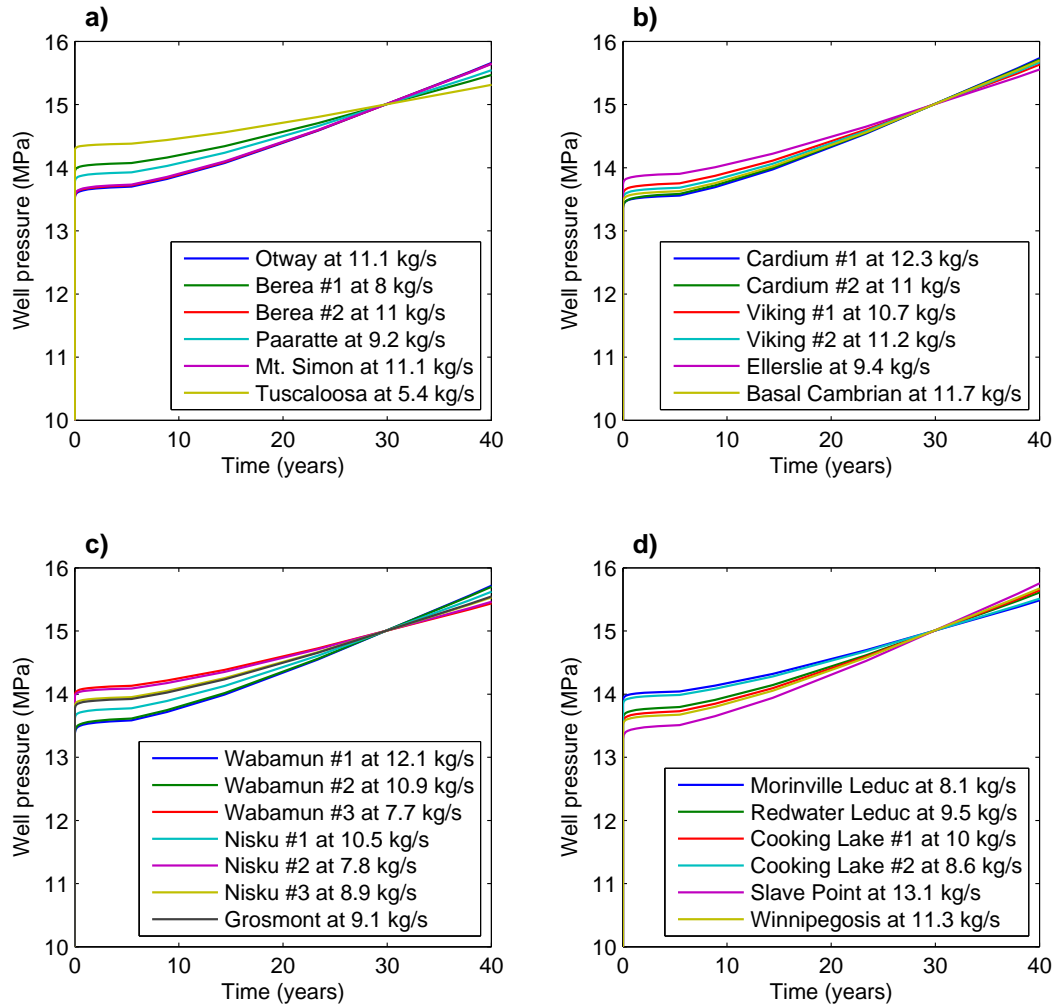 a)
16
15
14
13
12
11
10
Well pressure (MPa)
Otway at 11.1 kg/s
Berea #1 at 8 kg/s
Berea #2 at 11 kg/s
Paaratte at 9.2 kg/s
Mt. Simon at 11.1 kg/s
Tuscaloosa at 5.4 kg/s
0 10 20 30 40
Time (years)
b)
16
15
14
13
12
11
10
Well pressure (MPa)
Cardium #1 at 12.3 kg/s
Cardium #2 at 11 kg/s
Viking #1 at 10.7 kg/s
Viking #2 at 11.2 kg/s
Ellerslie at 9.4 kg/s
Basal Cambrian at 11.7 kg/s
0 10 20 30 40
Time (years)
c)
16
15
14
13
12
11
10
Well pressure (MPa)
Wabamun #1 at 12.1 kg/s
Wabamun #2 at 10.9 kg/s
Wabamun #3 at 7.7 kg/s
Nisku #1 at 10.5 kg/s
Nisku #2 at 7.8 kg/s
Nisku #3 at 8.9 kg/s
Grosmont at 9.1 kg/s
0 10 20 30 40
Time (years)
d)
16
15
14
13
12
11
10
Well pressure (MPa)
Morinville Leduc at 8.1 kg/s
Redwater Leduc at 9.5 kg/s
Cooking Lake #1 at 10 kg/s
Cooking Lake #2 at 8.6 kg/s
Slave Point at 13.1 kg/s
Winnipegosis at 11.3 kg/s
0 10 20 30 40
Time (years)